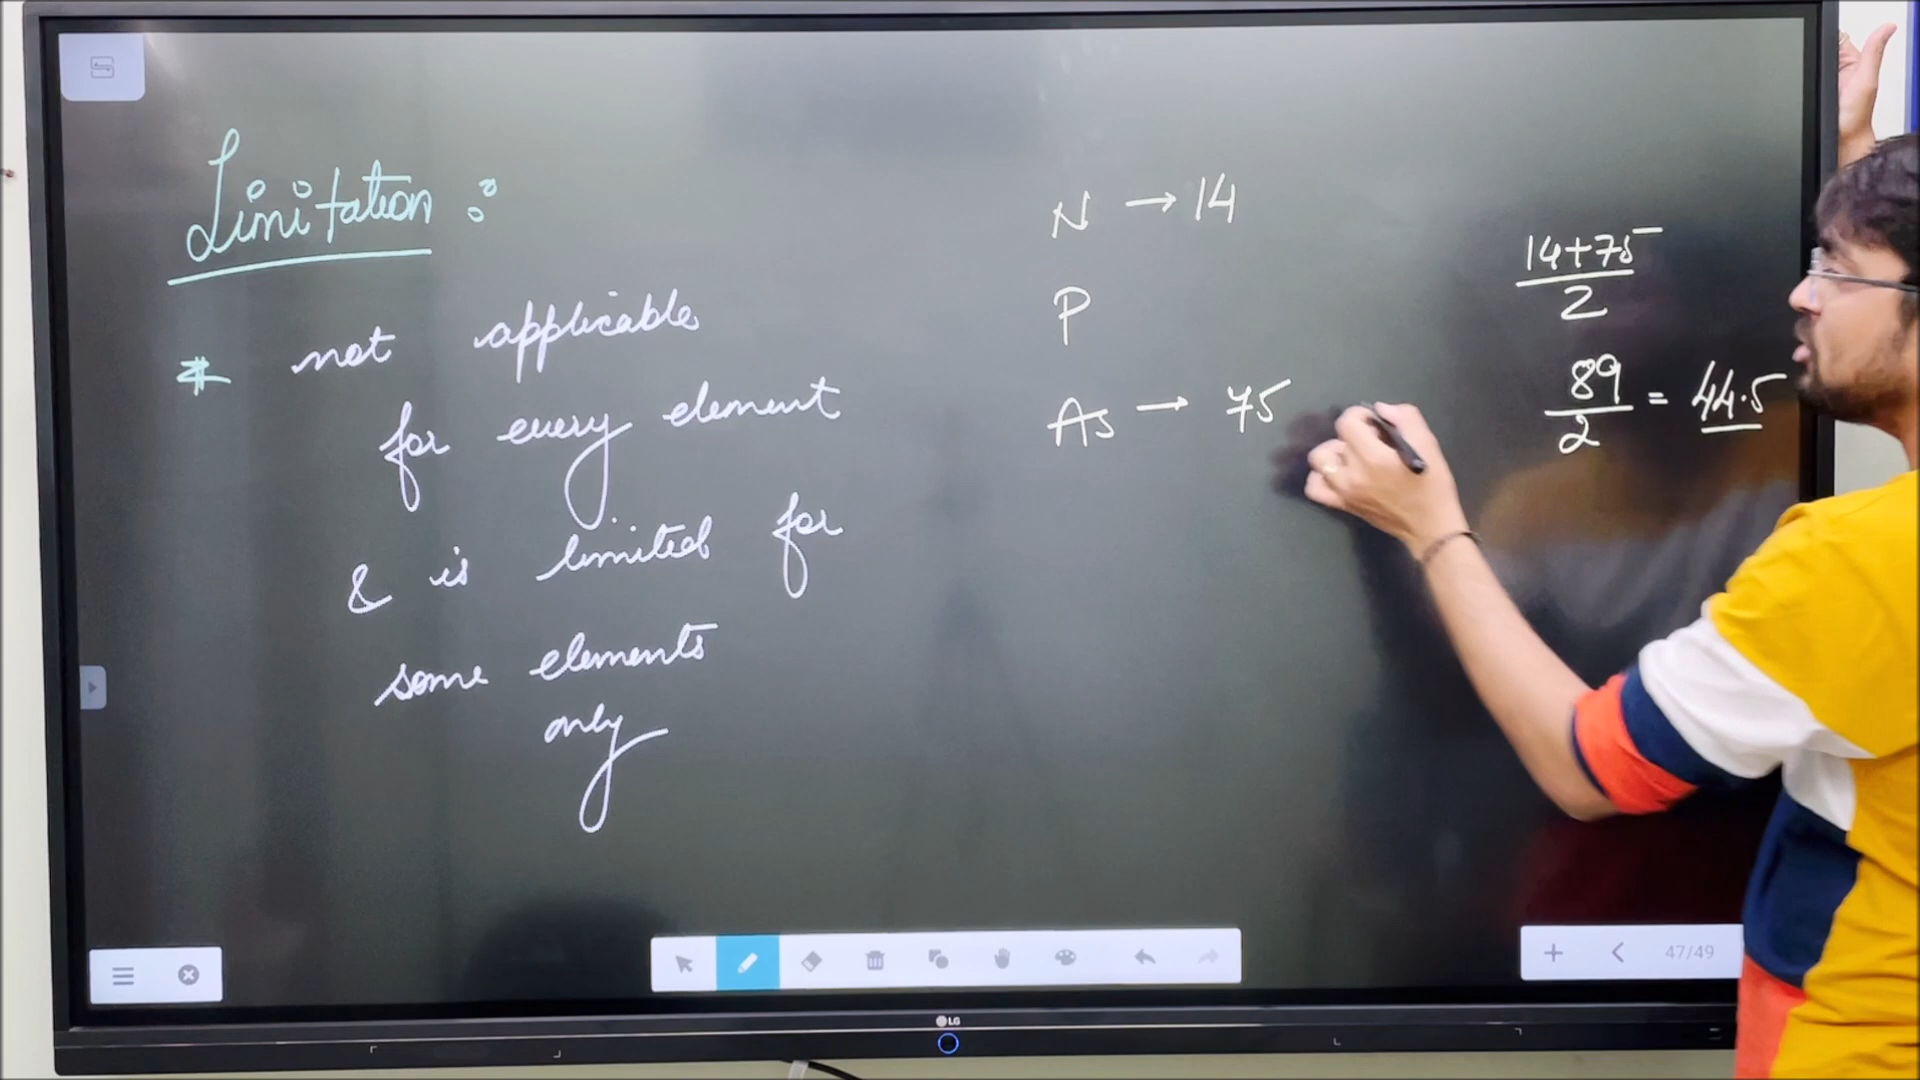 Limitation :
* not applicable
for every element
& is limited for
some elements
only
N → 14
P
As → 75
14+75
2
89
2
= 44.5
47/49
LG